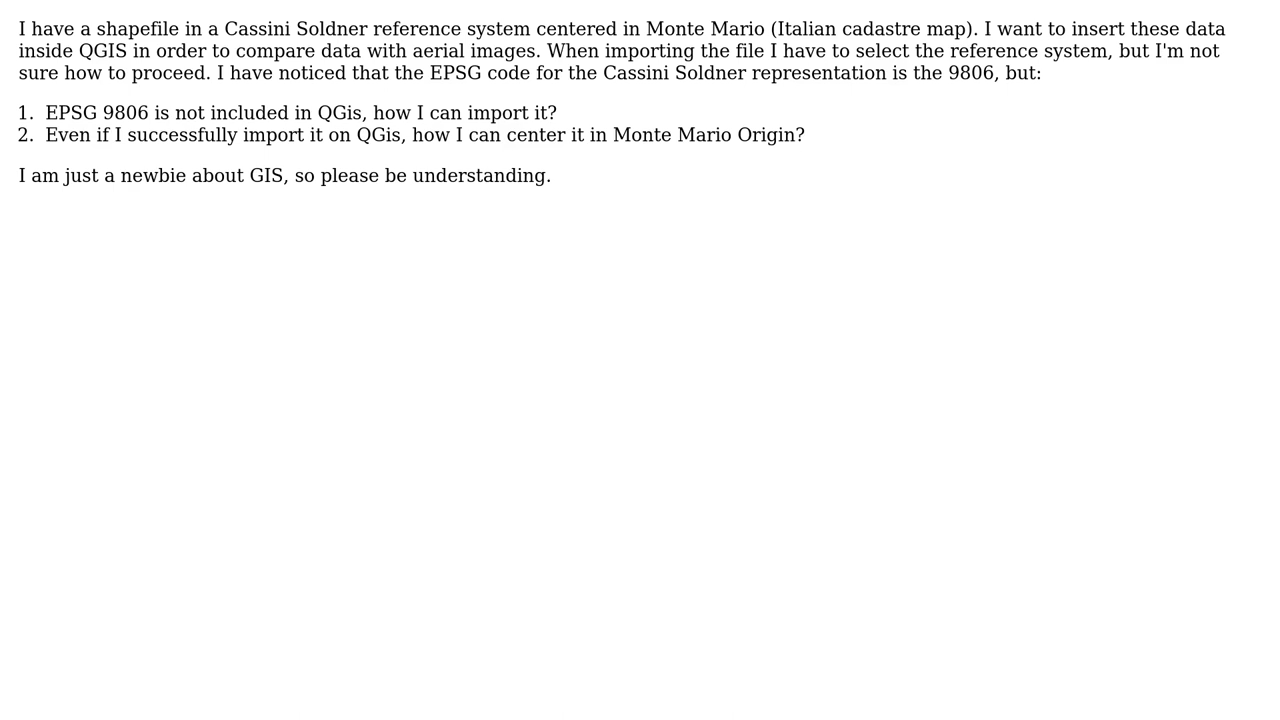 I have a shapefile in a Cassini Soldner reference system centered in Monte Mario (Italian cadastre map). I want to insert these data
inside QGIS in order to compare data with aerial images. When importing the file I have to select the reference system, but I'm not
sure how to proceed. I have noticed that the EPSG code for the Cassini Soldner representation is the 9806, but:
1. EPSG 9806 is not included in QGis, how I can import it?
2. Even if I successfully import it on QGis, how I can center it in Monte Mario Origin?
I am just a newbie about GIS, so please be understanding.